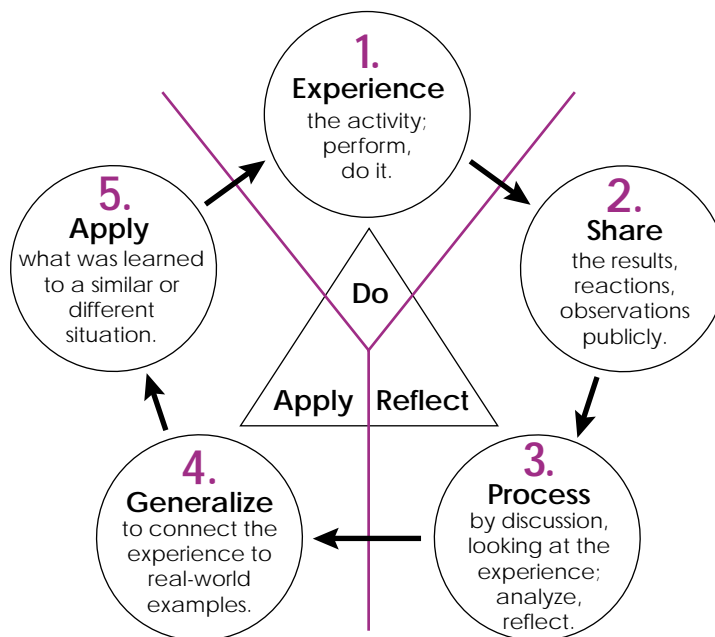 1.
Experience
the activity;
perform,
do it.
2.
Share
the results,
reactions,
observations
publicly.
3.
Process
by discussion,
looking at the
experience;
analyze,
reflect.
4.
Generalize
to connect the
experience to
real-world
examples.
5.
Apply
what was learned
to a similar or
different
situation.
Do
Apply
Reflect